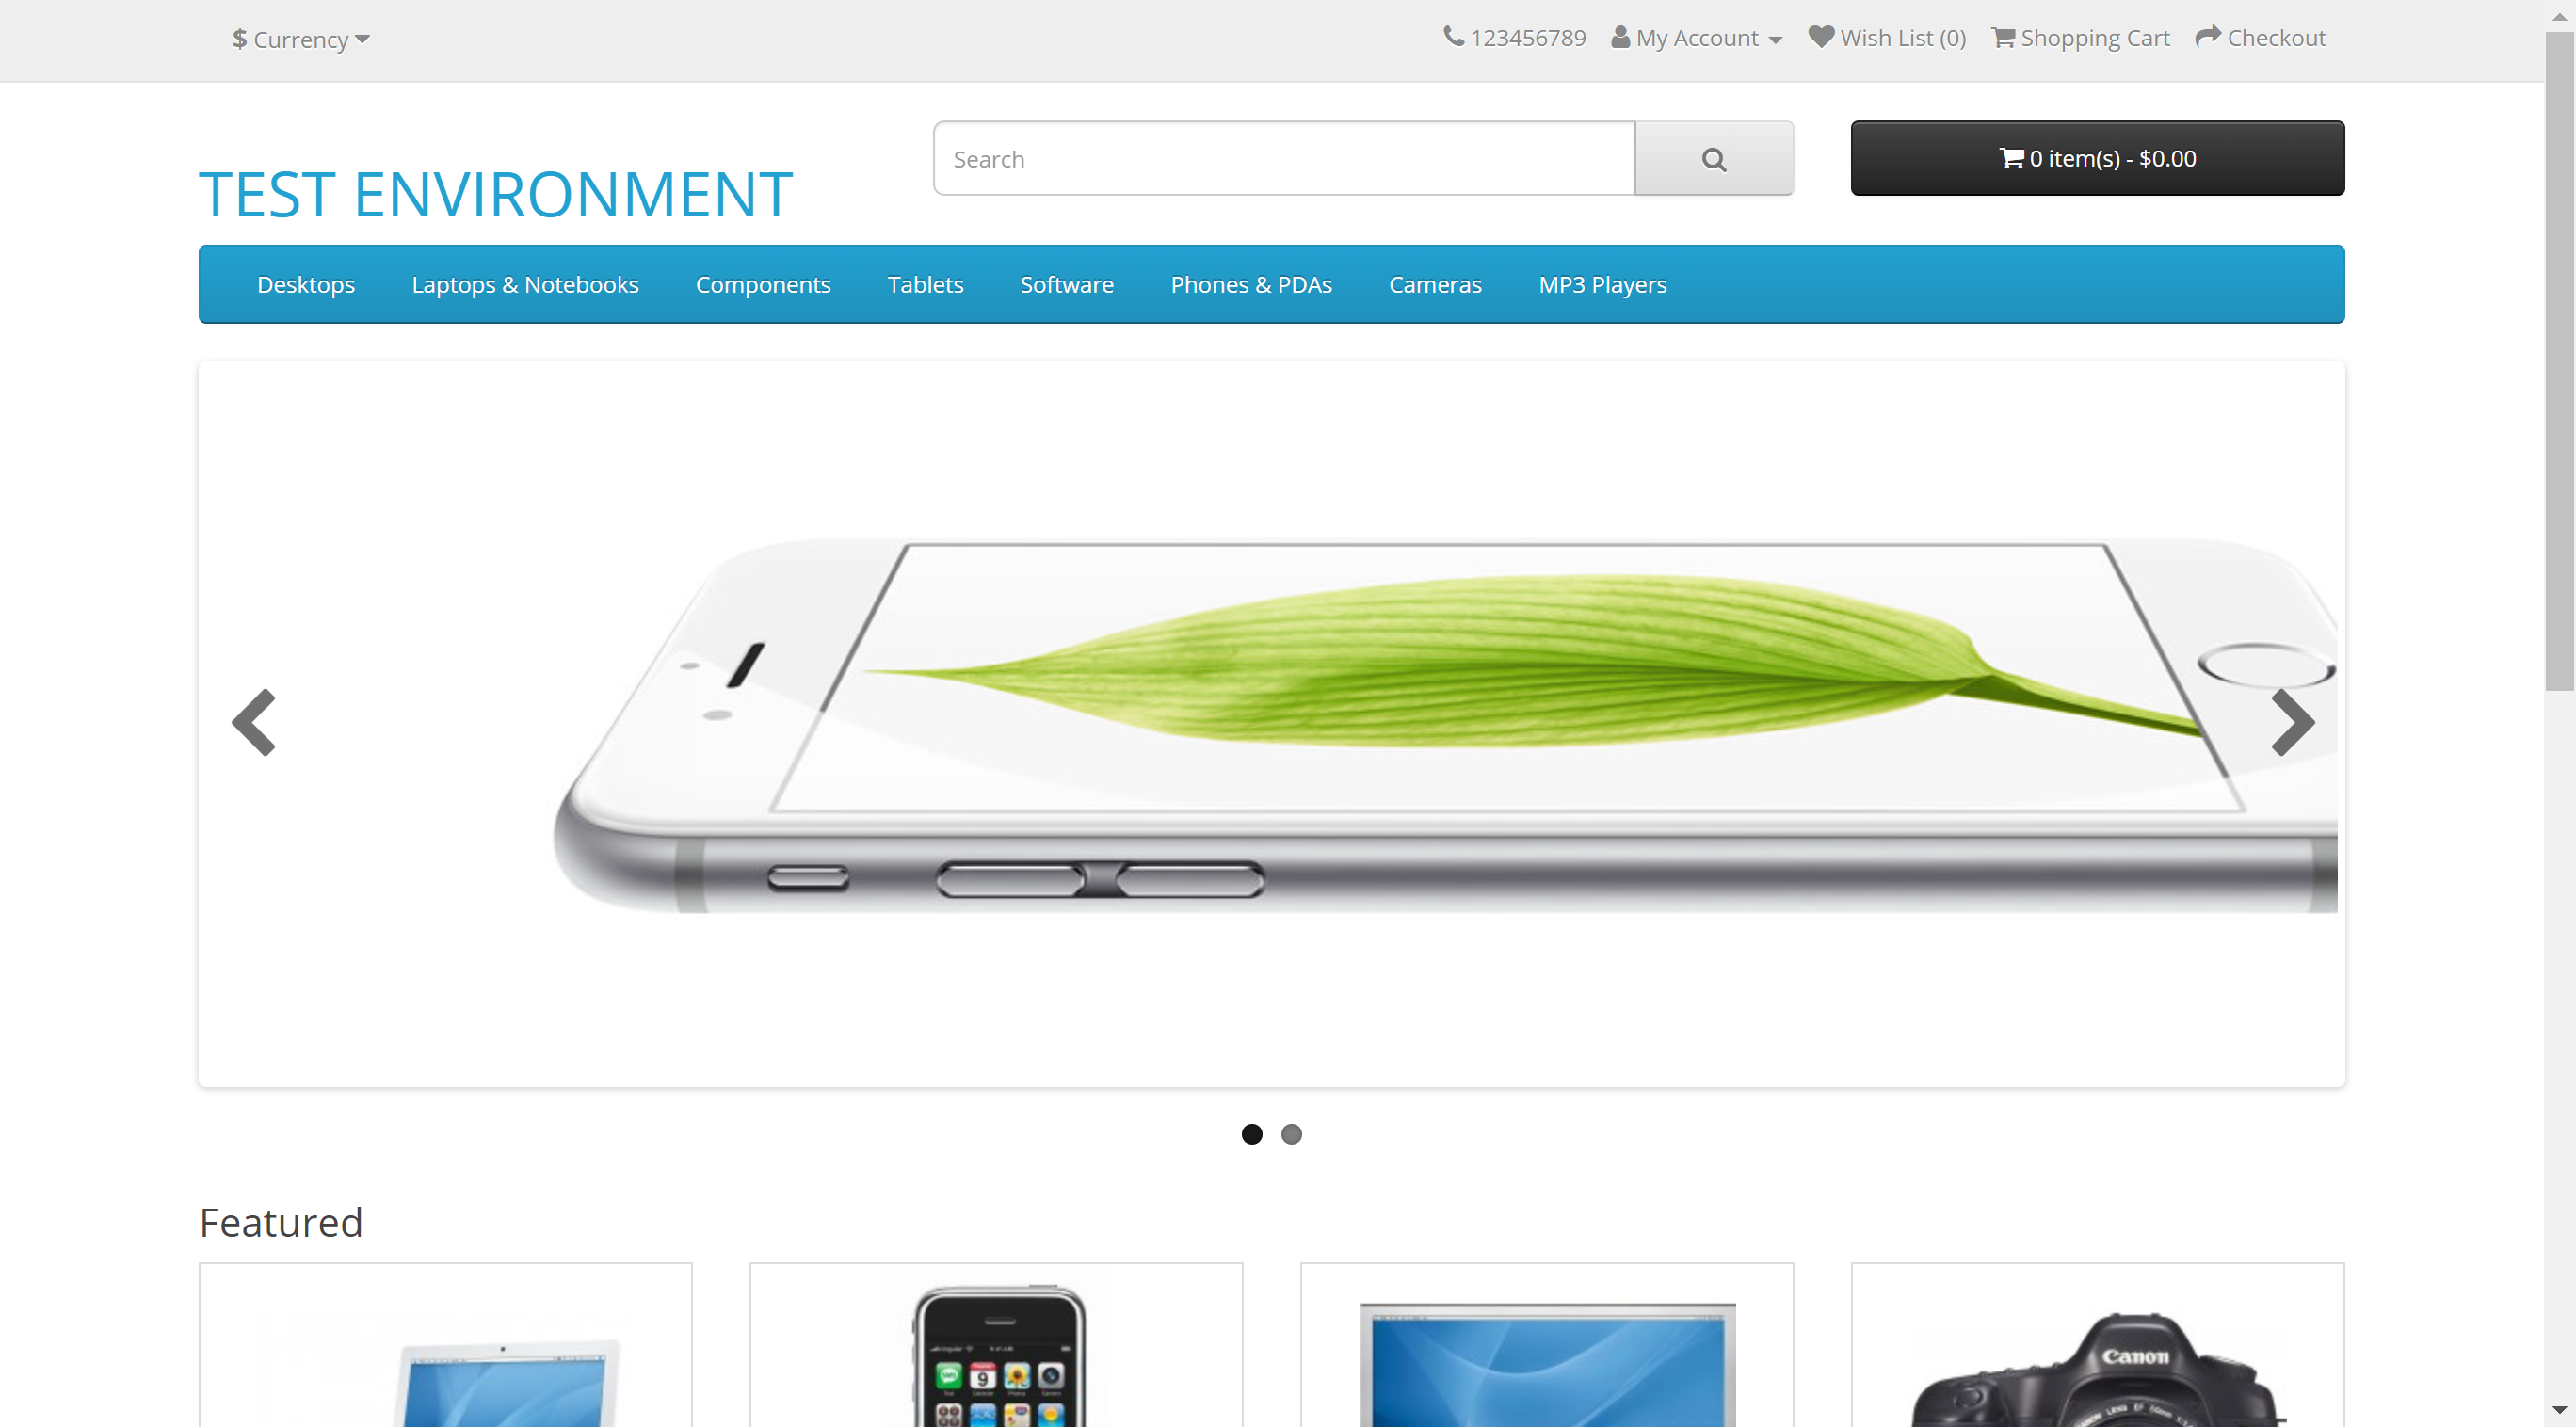 $ Currency
123456789 My Account Wish List (0) Shopping Cart Checkout
Search
0 item(s) - $0.00
TEST ENVIRONMENT
Desktops Laptops & Notebooks Components Tablets Software Phones & PDAs Cameras MP3 Players
Featured
9
Canon